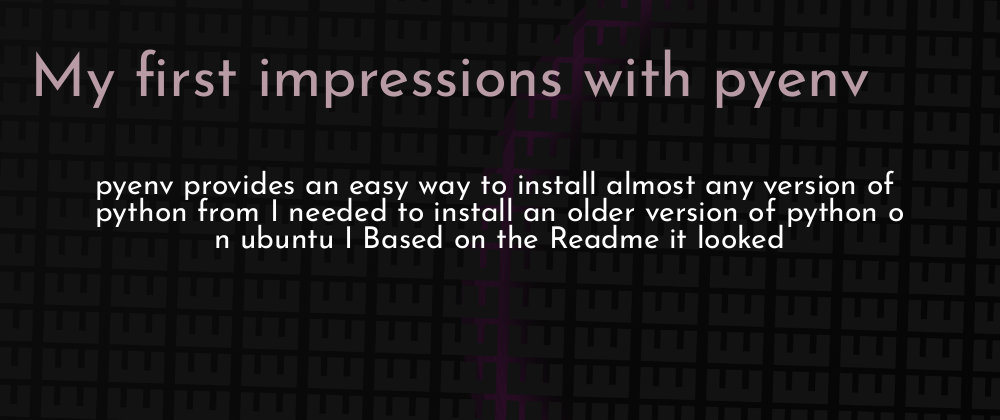 My first impressions with pyenv
pyenv provides an easy way to install almost any version of
python from I needed to install an older version of python o
n ubuntu I Based on the Readme it looked